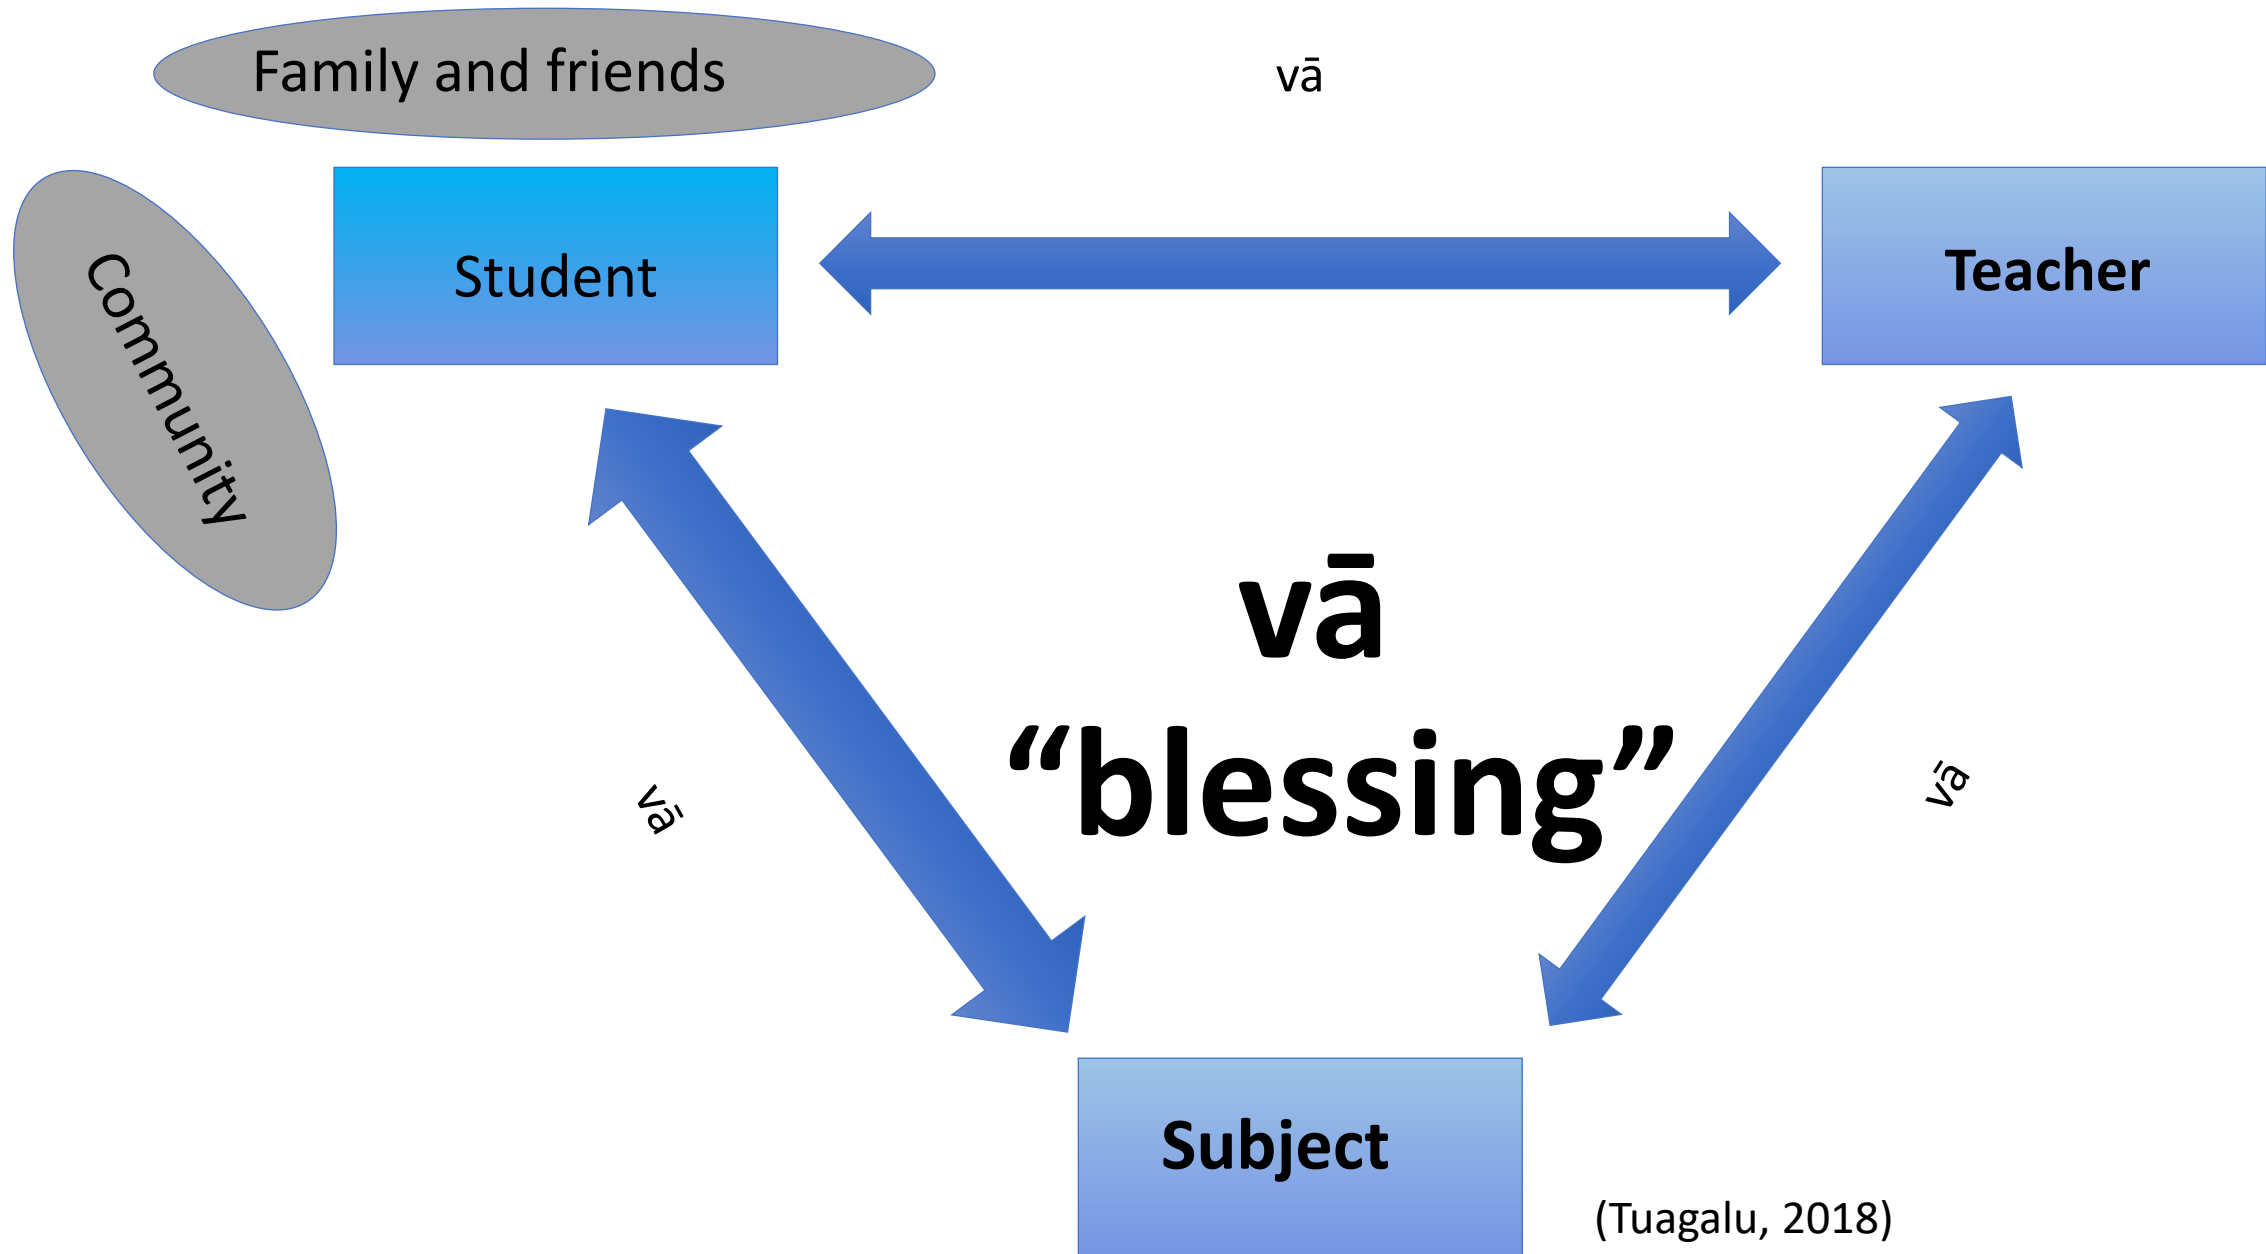 Family and friends
vā
Community
Student
Teacher
vā
“blessing”
vā
vā
Subject
(Tuagalu, 2018)